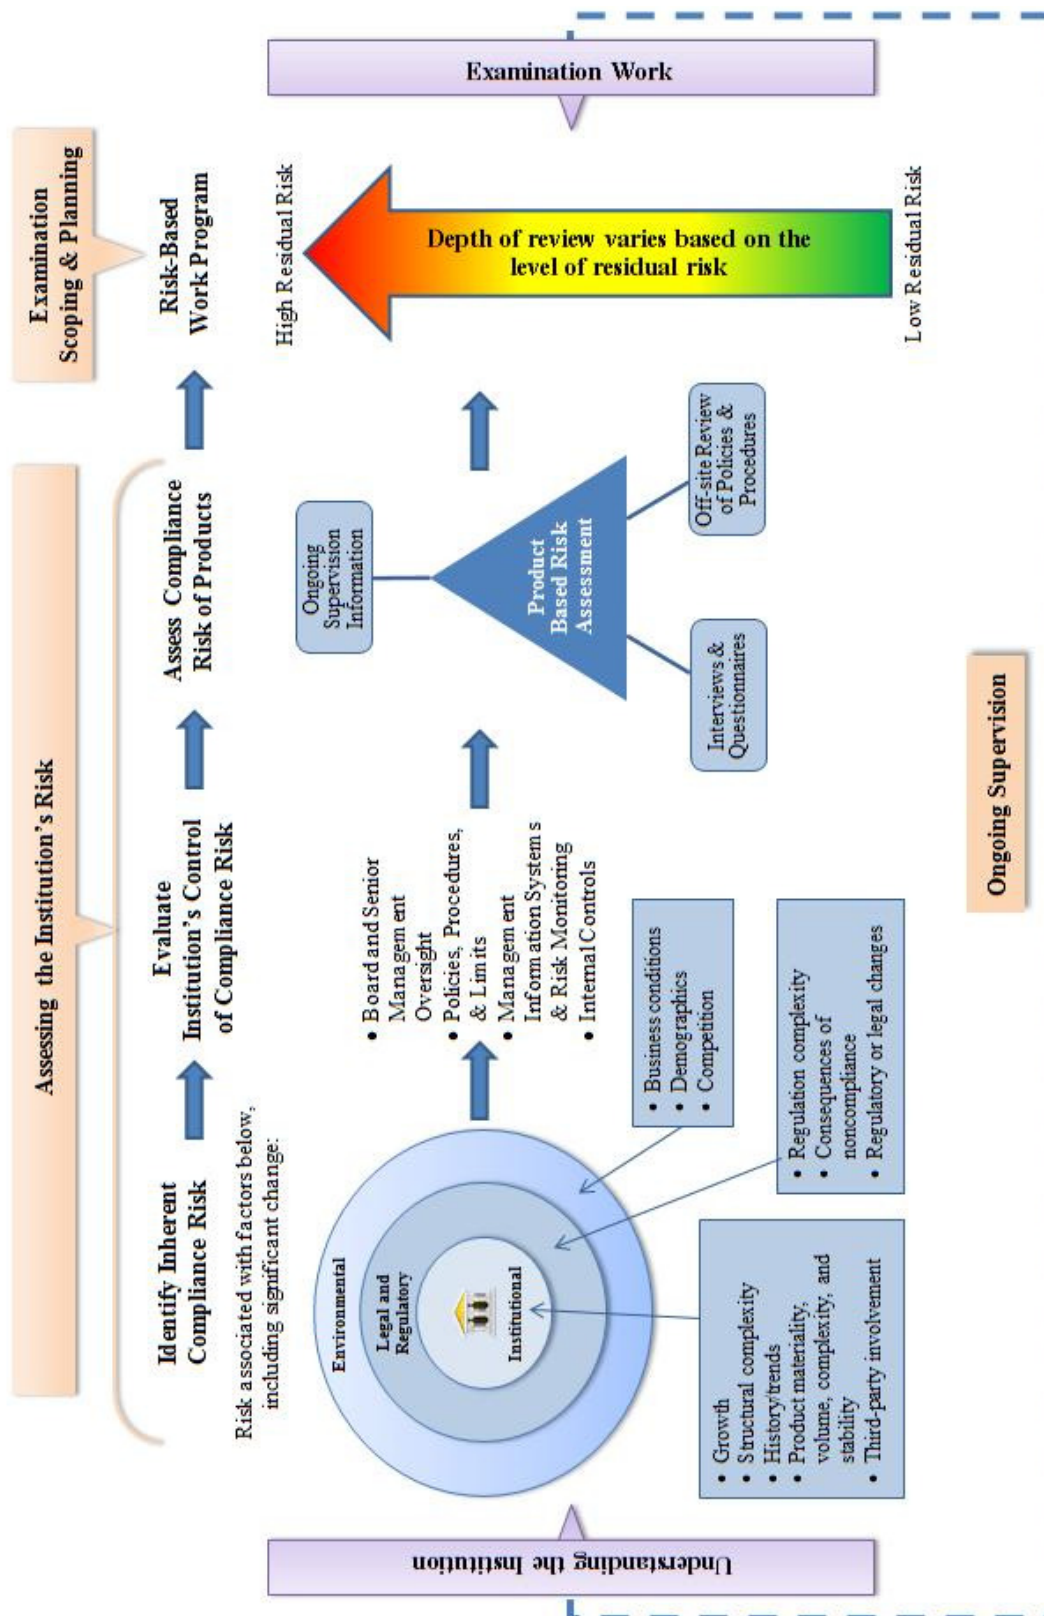 Assessing the Institution's Risk
Examination
Scoping & Planning
Identify Inherent
Compliance Risk
Evaluate
Institution's Control
of Compliance Risk
Assess Compliance
Risk of Products
Risk-Based
Work Program
Understanding the Institution
Risk associated with factors below,
including significant change:
Environmental
Legal and
Regulatory
Institutional
• Growth
• Structural complexity
• History/trends
• Product materiality,
volume, complexity, and
stability
• Third-party involvement
• Business conditions
• Demographics
• Competition
• Regulation complexity
• Consequences of
noncompliance
• Regulatory or legal changes
• Board and Senior
Management
Oversight
• Policies, Procedures,
& Limits
• Management
Information Systems
& Risk Monitoring
• Internal Controls
Ongoing
Supervision
Information
Product
Based Risk
Assessment
Interviews &
Questionnaires
Off-site Review
of Policies &
Procedures
High Residual Risk
Depth of review varies based on the
level of residual risk
Low Residual Risk
Examination Work
Ongoing Supervision